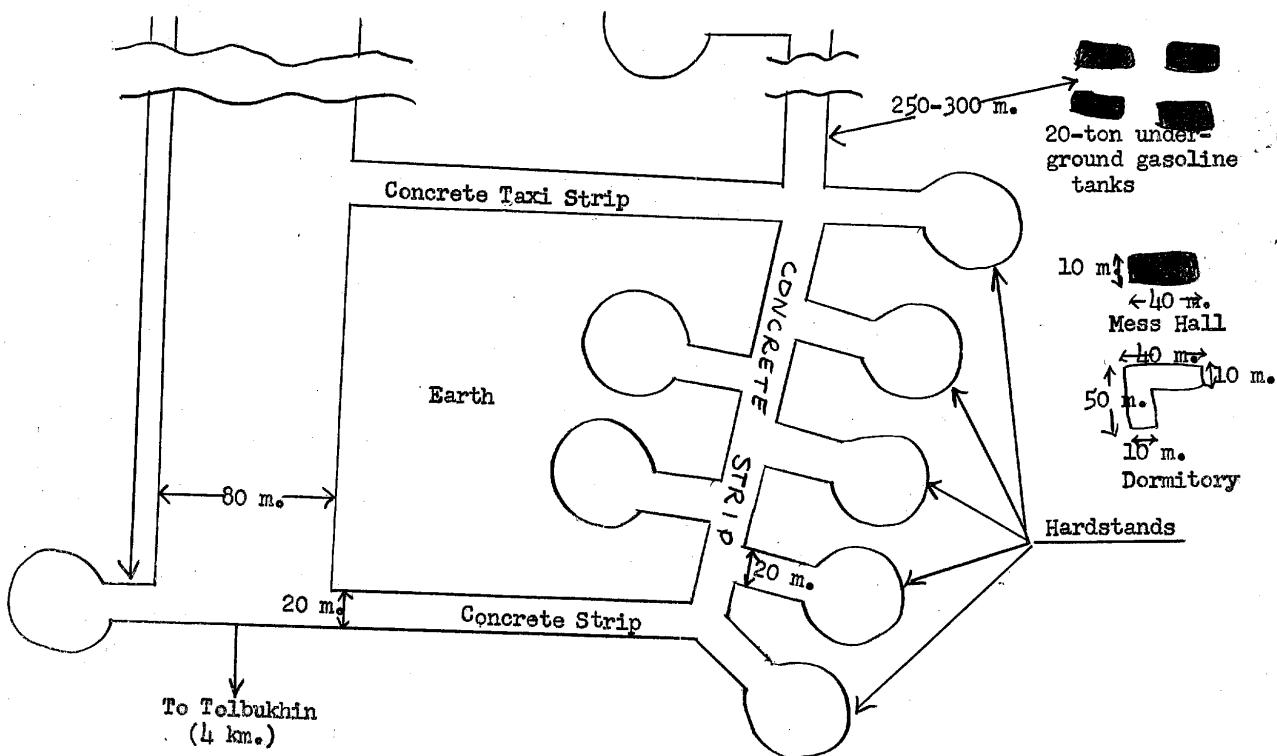 250-300 m.
20-ton under-
ground gasoline
tanks
Concrete Taxi Strip
10 m.
40 m.
Mess Hall
40 m.
10 m.
50 m.
10 m.
Dormitory
CONCRETE STRIP
Earth
80 m.
Hardstands
20 m.
20 m.
Concrete Strip
To Tolbukhin
(4 km.)